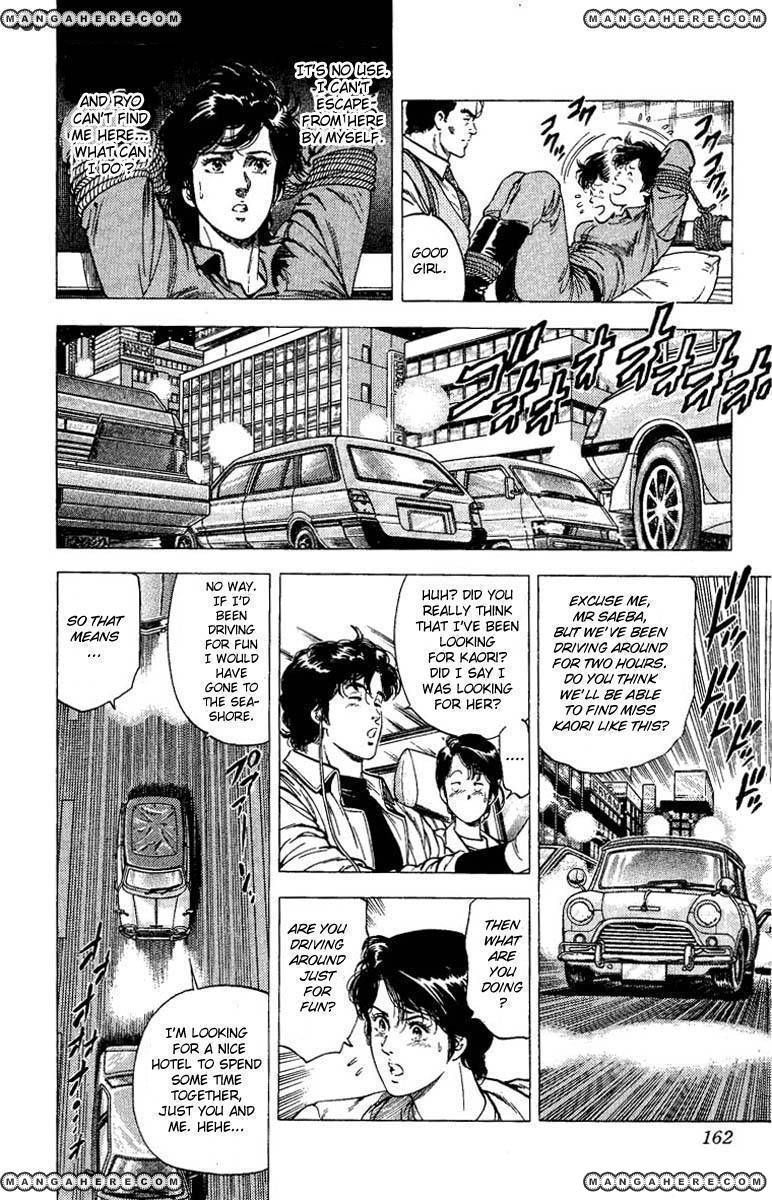 MANGAHERE.COM
MANGAHERE.COM
GOOD
GIRL.
IT'S NO USE.
I CAN'T
ESCAPE
FROM HERE
BY MYSELF.
AND RYO
CAN'T FIND
ME HERE...
WHAT CAN
I DO?
EXCUSE ME,
MR SAEBA,
BUT WE'VE BEEN
DRIVING AROUND
FOR TWO HOURS.
DO YOU THINK
WE'LL BE ABLE
TO FIND MISS
KAORI LIKE THIS?
HUH? DID YOU
REALLY THINK
THAT I'VE BEEN
LOOKING
FOR KAORI?
DID I SAY I
WAS LOOKING
FOR HER?
.....
THEN
WHAT
ARE YOU
DOING
?
ARE YOU
DRIVING
AROUND
JUST
FOR
FUN?
NO WAY.
IF I'D
BEEN
DRIVING
FOR FUN I
WOULD
HAVE
GONE TO
THE SEA-
SHORE.
SO THAT
MEANS
...
I'M LOOKING
FOR A NICE
HOTEL TO SPEND
SOME TIME
TOGETHER,
JUST YOU AND
ME. HEHE...
162
MANGAHERE.COM
MANGAHERE.COM